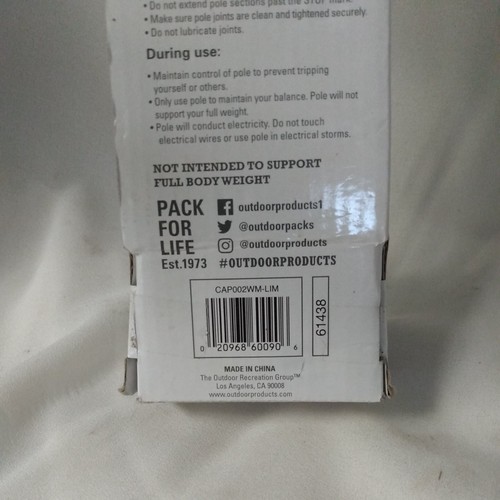 • Do not extend pole sections past the STOP mark.
• Make sure pole joints are clean and tightened securely.
• Do not lubricate joints.
During use:
• Maintain control of pole to prevent tripping
yourself or others.
• Only use pole to maintain your balance. Pole will not
support your full weight.
• Pole will conduct electricity. Do not touch
electrical wires or use pole in electrical storms.
NOT INTENDED TO SUPPORT
FULL BODY WEIGHT
PACK
FOR
LIFE
Est.1973
outdoorproducts1
@outdoorpacks
@outdoorproducts
#OUTDOORPRODUCTS
CAP002WM-LIM
0 20968 60090 6
61438
MADE IN CHINA
The Outdoor Recreation Group™
Los Angeles, CA 90008
www.outdoorproducts.com